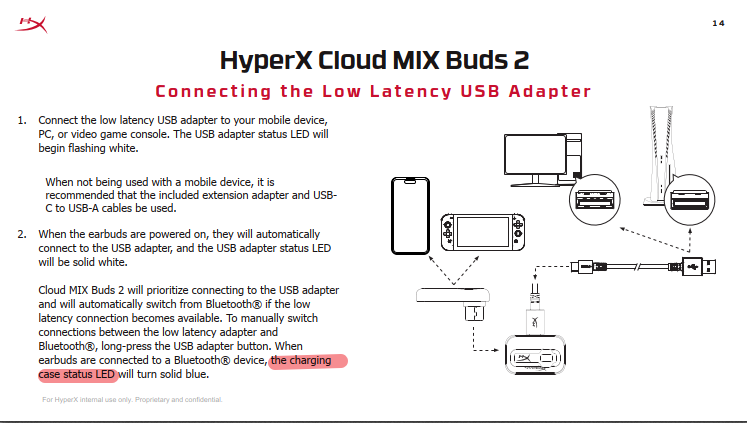 14
HyperX Cloud MIX Buds 2
Connecting the Low Latency USB Adapter
1. Connect the low latency USB adapter to your mobile device,
PC, or video game console. The USB adapter status LED will
begin flashing white.
When not being used with a mobile device, it is
recommended that the included extension adapter and USB-
C to USB-A cables be used.
2. When the earbuds are powered on, they will automatically
connect to the USB adapter, and the USB adapter status LED
will be solid white.
Cloud MIX Buds 2 will prioritize connecting to the USB adapter
and will automatically switch from Bluetooth® if the low
latency connection becomes available. To manually switch
connections between the low latency adapter and
Bluetooth®, long-press the USB adapter button. When
earbuds are connected to a Bluetooth® device, the charging
case status LED will turn solid blue.
For HyperX internal use only. Proprietary and confidential.